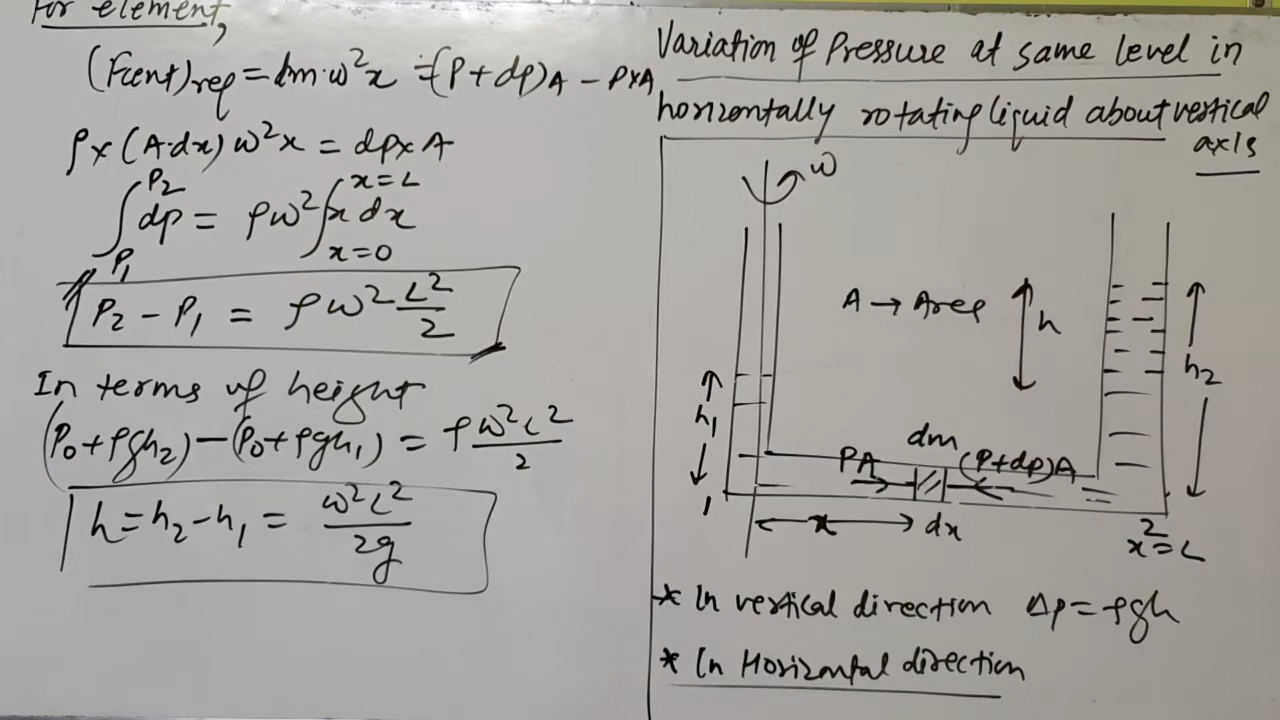 For element,
(Fcent)req = dm·ω²x = (P+dp)A - P×A
ρ×(A·dx)ω²x = dp×A
∫_{P₁}^{P₂} dp = ρω² ∫_{x=0}^{x=L} x dx
P₂ - P₁ = ρω² L²/2
In terms of height
(P₀+ρgh₂)-(P₀+ρgh₁) = ρω²L²/2
h = h₂-h₁ = ω²L²/2g
Variation of Pressure at same level in
horizontally rotating liquid about vertical
axis
ω
A → Area
h
h₁
h₂
dm
PA
(P+dp)A
1
x
dx
2
x=L
* In vertical direction Δp = ρgh
* In Horizontal direction